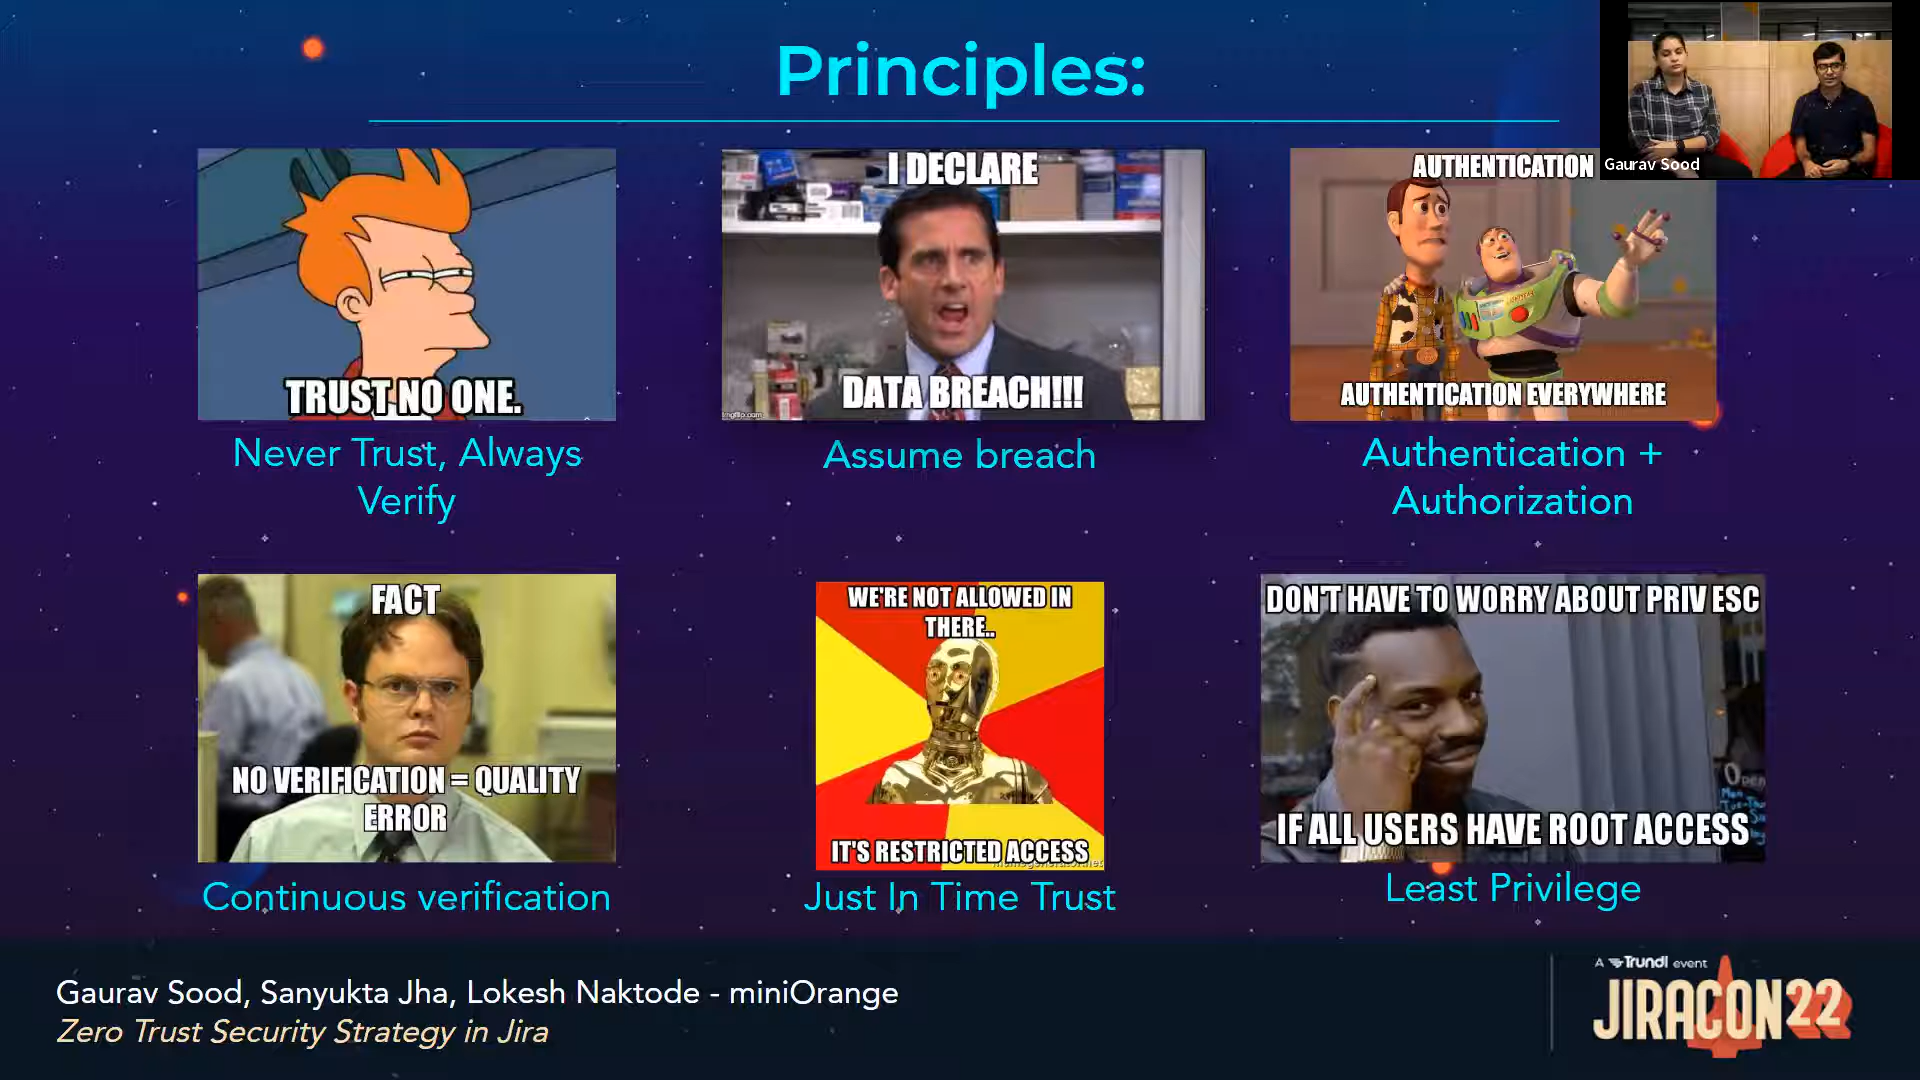 Principles:
Gaurav Sood
TRUST NO ONE.
Never Trust, Always
Verify
I DECLARE
DATA BREACH!!!
imgflip.com
Assume breach
AUTHENTICATION
AUTHENTICATION EVERYWHERE
Authentication +
Authorization
FACT
NO VERIFICATION = QUALITY
ERROR
Continuous verification
WE'RE NOT ALLOWED IN
THERE..
IT'S RESTRICTED ACCESS
Just In Time Trust
DON'T HAVE TO WORRY ABOUT PRIV ESC
Open
IF ALL USERS HAVE ROOT ACCESS
Least Privilege
Gaurav Sood, Sanyukta Jha, Lokesh Naktode - miniOrange
Zero Trust Security Strategy in Jira
A Trundl event
JIRACON22